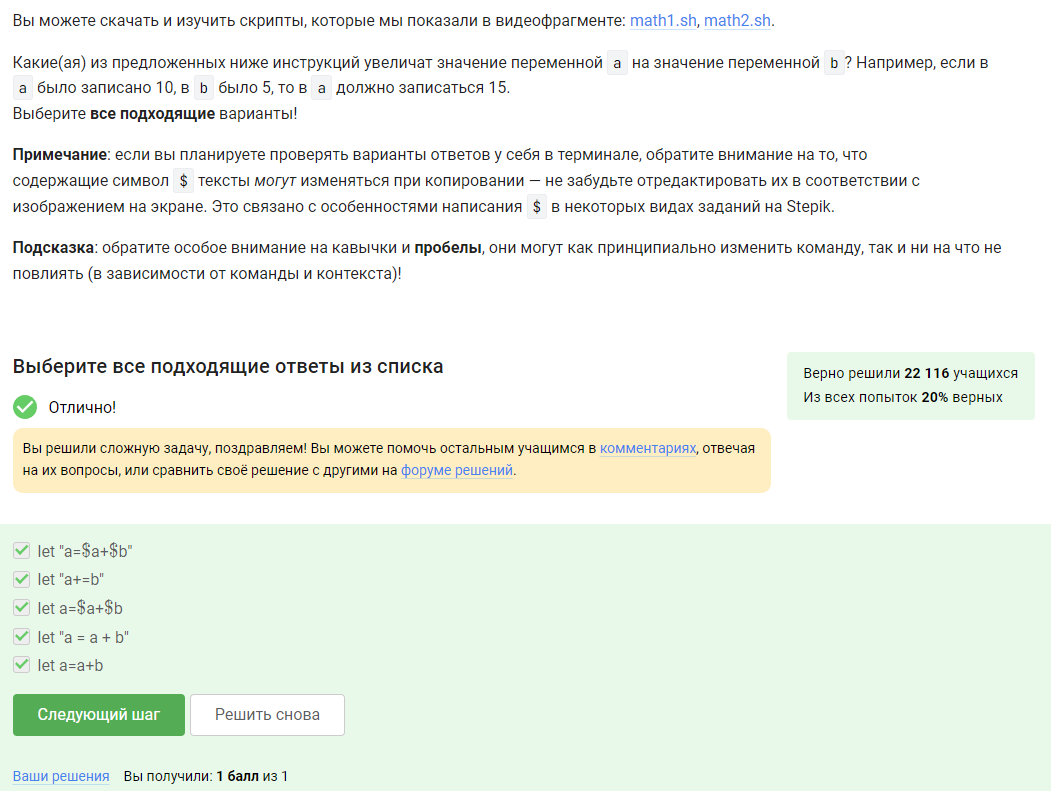 Вы можете скачать и изучить скрипты, которые мы показали в видеофрагменте: math1.sh, math2.sh.
Какие(ая) из предложенных ниже инструкций увеличат значение переменной a на значение переменной b? Например, если в
a было записано 10, в b было 5, то в a должно записаться 15.
Выберите все подходящие варианты!
Примечание: если вы планируете проверять варианты ответов у себя в терминале, обратите внимание на то, что
содержащие символ $ тексты могут изменяться при копировании — не забудьте отредактировать их в соответствии с
изображением на экране. Это связано с особенностями написания $ в некоторых видах заданий на Stepik.
Подсказка: обратите особое внимание на кавычки и пробелы, они могут как принципиально изменить команду, так и ни на что не
повлиять (в зависимости от команды и контекста)!
Выберите все подходящие ответы из списка
Верно решили 22 116 учащихся
Из всех попыток 20% верных
Отлично!
Вы решили сложную задачу, поздравляем! Вы можете помочь остальным учащимся в комментариях, отвечая
на их вопросы, или сравнить своё решение с другими на форуме решений.
let "a=$a+$b"
let "a+=b"
let a=$a+$b
let "a = a + b"
let a=a+b
Следующий шаг
Решить снова
Ваши решения
Вы получили: 1 балл из 1